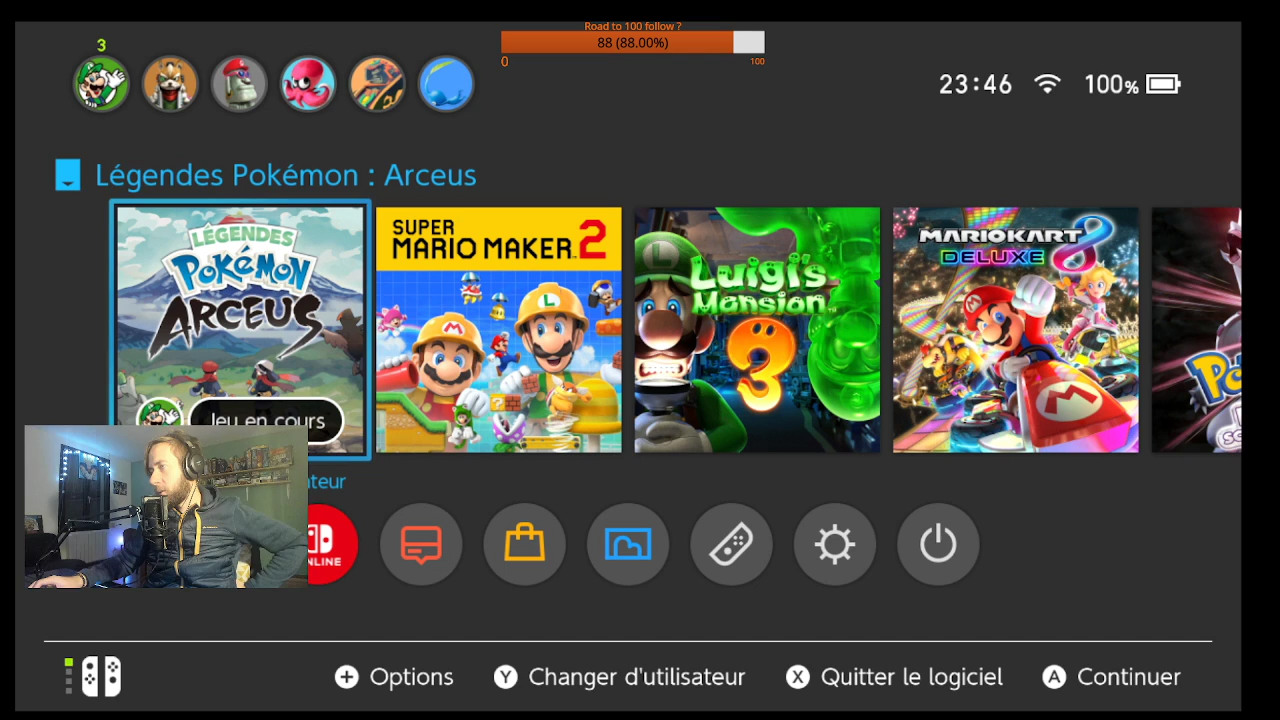 Road to 100 follow ?
88 (88.00%)
0
100
3
23:46
100%
Légendes Pokémon : Arceus
LÉGENDES
POKÉMON
ARCEUS
Jeu en cours
SUPER
MARIO MAKER 2
LUIGI'S
Mansion
3
MARIOKART 8
DELUXE
Options
Changer d'utilisateur
Quitter le logiciel
Continuer